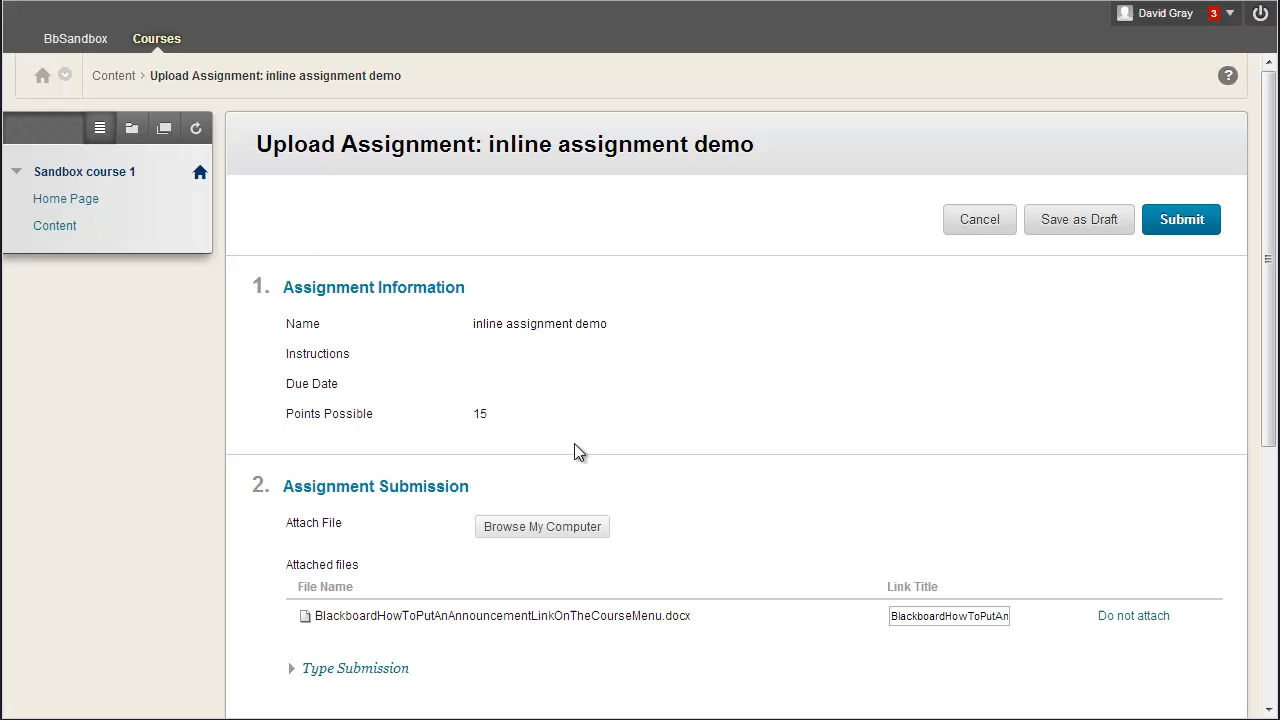 David Gray 3
BbSandbox Courses
Content > Upload Assignment: inline assignment demo
?
Upload Assignment: inline assignment demo
Sandbox course 1
Home Page
Content
Cancel Save as Draft Submit
1. Assignment Information
Name inline assignment demo
Instructions
Due Date
Points Possible 15
2. Assignment Submission
Attach File Browse My Computer
Attached files
File Name Link Title
BlackboardHowToPutAnAnnouncementLinkOnTheCourseMenu.docx BlackboardHowToPutAn Do not attach
Type Submission